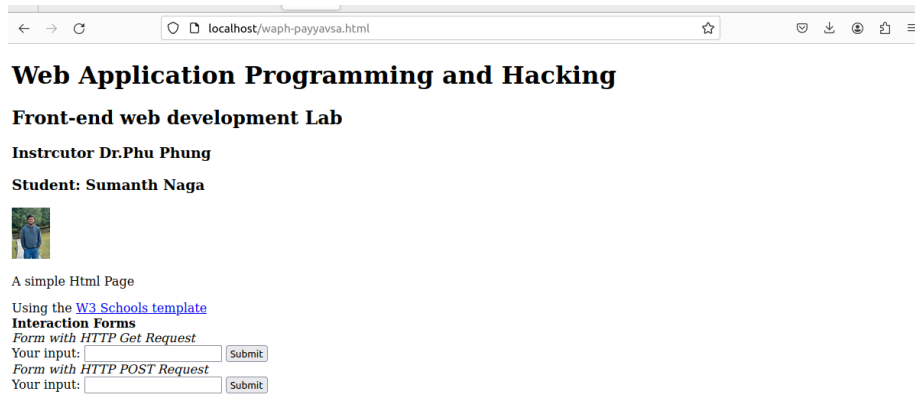 localhost/waph-payyavsa.html
Web Application Programming and Hacking
Front-end web development Lab
Instrcutor Dr.Phu Phung
Student: Sumanth Naga
A simple Html Page
Using the W3 Schools template
Interaction Forms
Form with HTTP Get Request
Your input: Submit
Form with HTTP POST Request
Your input: Submit